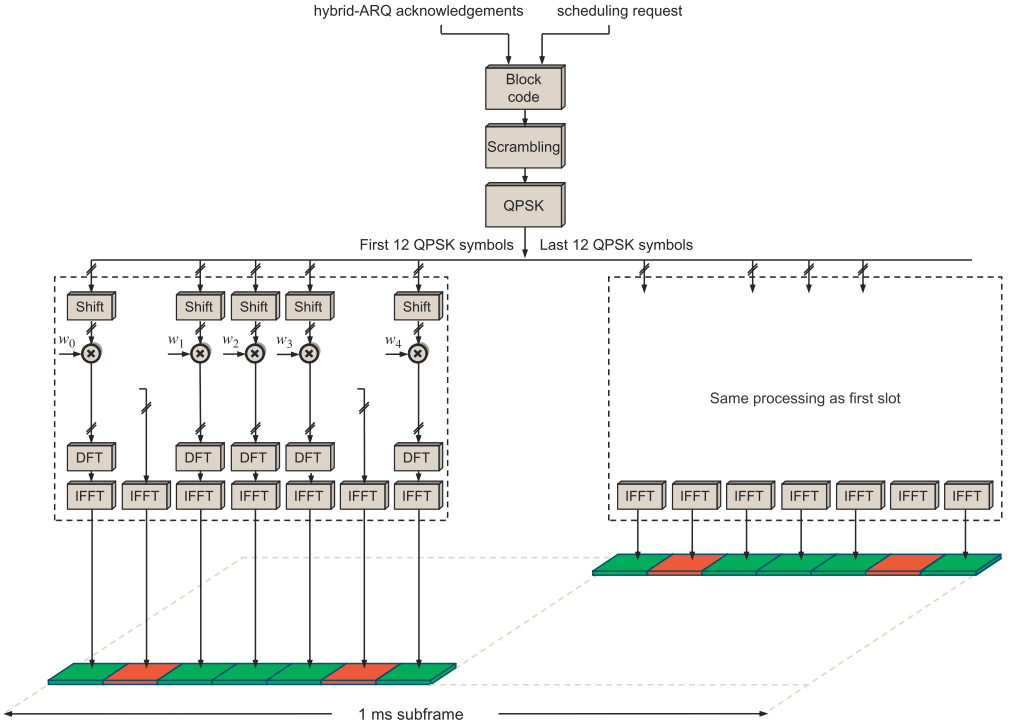 hybrid-ARQ acknowledgements scheduling request
Block
code
Scrambling
QPSK
First 12 QPSK symbols Last 12 QPSK symbols
Shift Shift Shift Shift Shift
w0 w1 w2 w3 w4
Same processing as first slot
DFT DFT DFT DFT DFT
IFFT IFFT IFFT IFFT IFFT IFFT IFFT IFFT IFFT IFFT IFFT IFFT IFFT IFFT
1 ms subframe